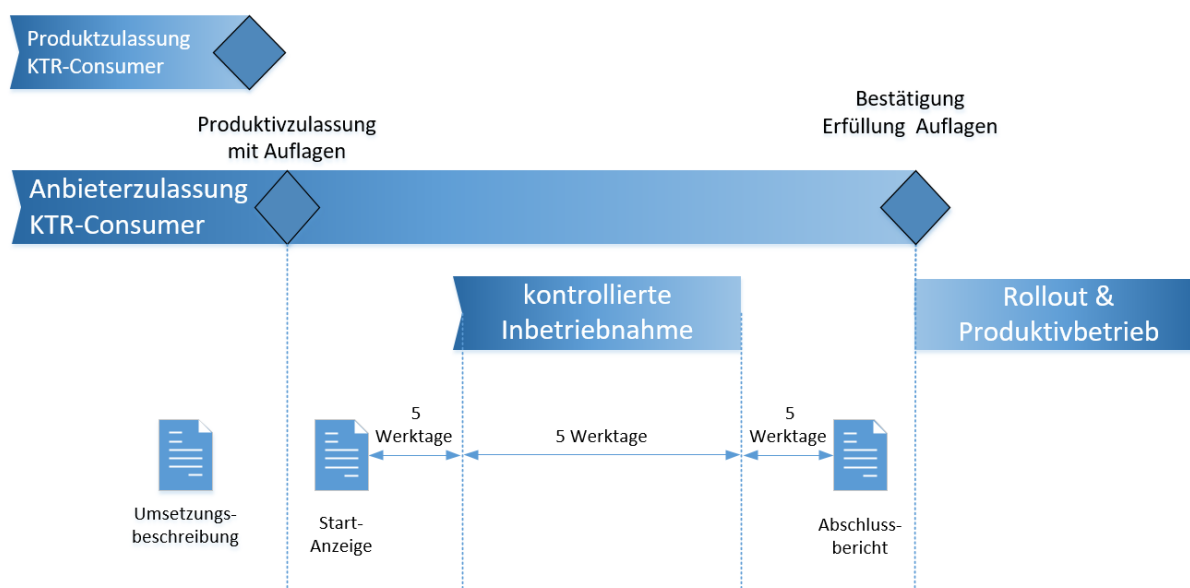 Produktzulassung
KTR-Consumer
Produktivzulassung
mit Auflagen
Bestätigung
Erfüllung Auflagen
Anbieterzulassung
KTR-Consumer
kontrollierte
Inbetriebnahme
Rollout &
Produktivbetrieb
5
Werktage
5 Werktage
5
Werktage
Umsetzungs-
beschreibung
Start-
Anzeige
Abschluss-
bericht